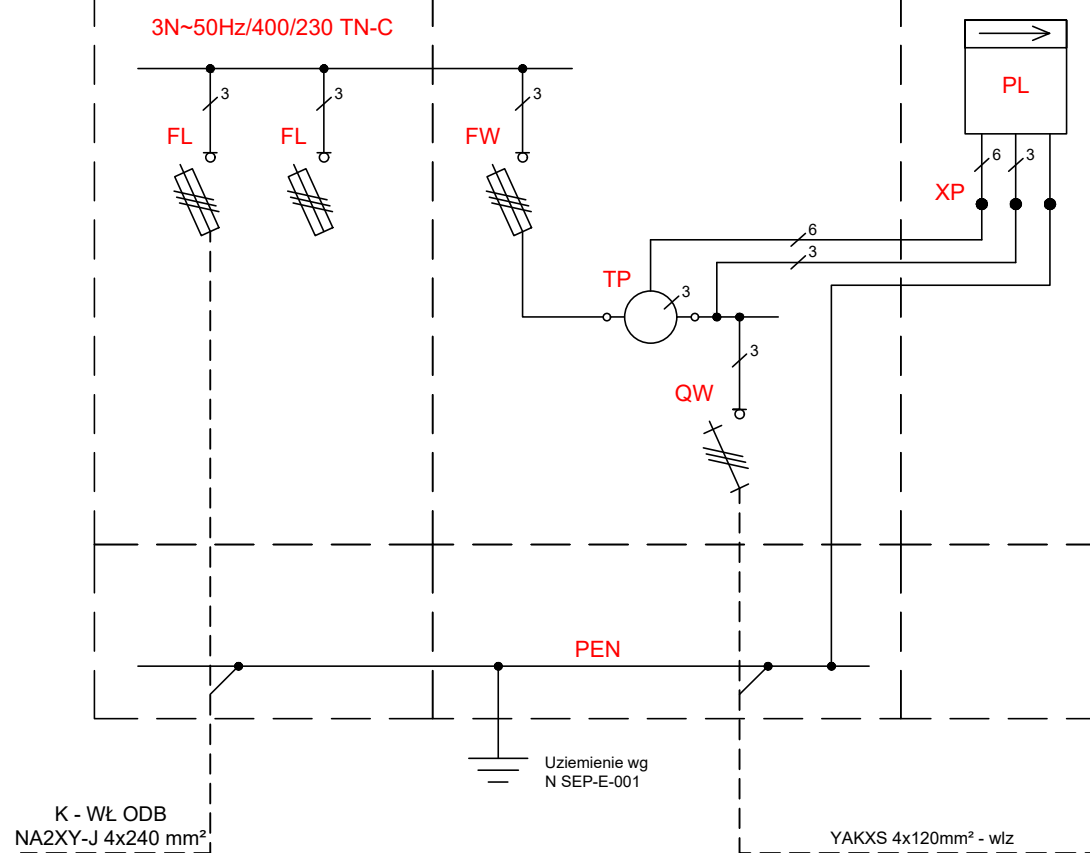 3N~50Hz/400/230 TN-C
3
3
3
FL
FL
FW
PL
6
3
XP
6
3
TP
3
3
QW
PEN
Uziemienie wg
N SEP-E-001
K - WŁ ODB
NA2XY-J 4x240 mm²
YAKXS 4x120mm² - wlz